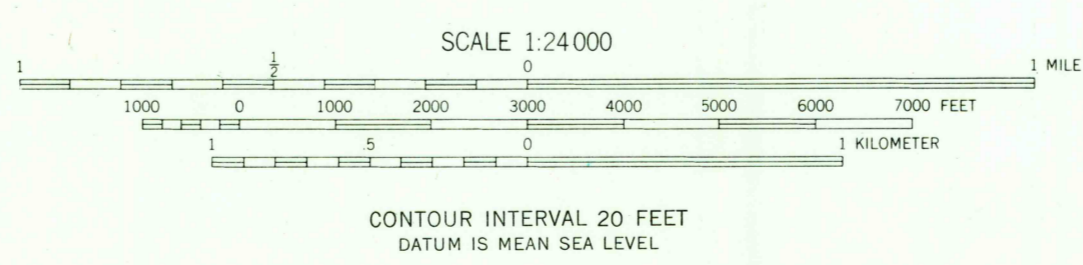 SCALE 1:24000
1 1/2 0 1 MILE
1000 0 1000 2000 3000 4000 5000 6000 7000 FEET
1 .5 0 1 KILOMETER
CONTOUR INTERVAL 20 FEET
DATUM IS MEAN SEA LEVEL